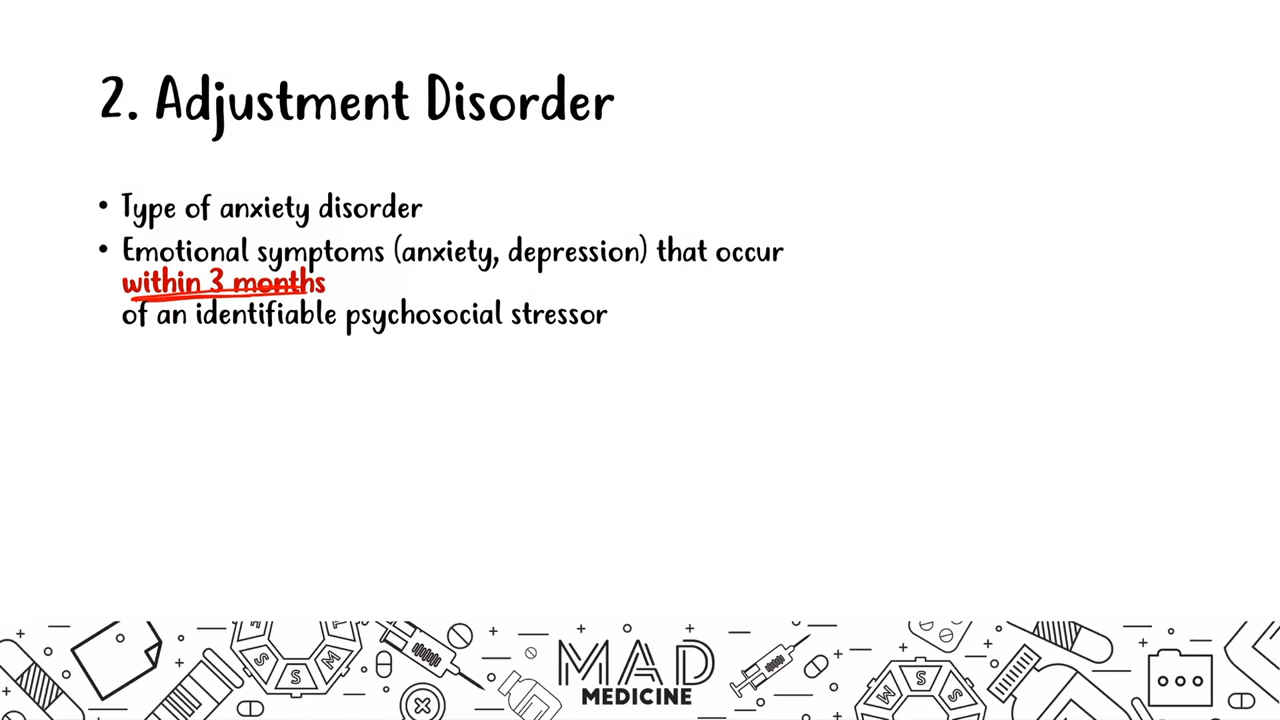 2. Adjustment Disorder
• Type of anxiety disorder
• Emotional symptoms (anxiety, depression) that occur
within 3 months
of an identifiable psychosocial stressor
S S M
MAD
MEDICINE
M S S